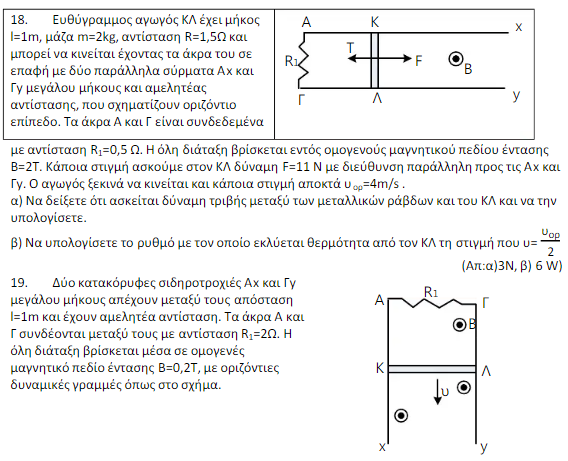 18. Ευθύγραμμος αγωγός ΚΛ έχει μήκος
l=1m, μάζα m=2kg, αντίσταση R=1,5Ω και
μπορεί να κινείται έχοντας τα άκρα του σε
επαφή με δύο παράλληλα σύρματα Αx και
Γy μεγάλου μήκους και αμελητέας
αντίστασης, που σχηματίζουν οριζόντιο
επίπεδο. Τα άκρα Α και Γ είναι συνδεδεμένα
Α Κ x
R1 T F B
Γ Λ y
με αντίσταση R₁=0,5 Ω. Η όλη διάταξη βρίσκεται εντός ομογενούς μαγνητικού πεδίου έντασης
Β=2Τ. Κάποια στιγμή ασκούμε στον ΚΛ δύναμη F=11 N με διεύθυνση παράλληλη προς τις Αx και
Γy. Ο αγωγός ξεκινά να κινείται και κάποια στιγμή αποκτά υ ορ=4m/s .
α) Να δείξετε ότι ασκείται δύναμη τριβής μεταξύ των μεταλλικών ράβδων και του ΚΛ και να την
υπολογίσετε.
β) Να υπολογίσετε το ρυθμό με τον οποίο εκλύεται θερμότητα από τον ΚΛ τη στιγμή που υ= υορ/2
(Απ:α)3Ν, β) 6 W)
19. Δύο κατακόρυφες σιδηροτροχιές Αx και Γy
μεγάλου μήκους απέχουν μεταξύ τους απόσταση
l=1m και έχουν αμελητέα αντίσταση. Τα άκρα Α και
Γ συνδέονται μεταξύ τους με αντίσταση R₁=2Ω. Η
όλη διάταξη βρίσκεται μέσα σε ομογενές
μαγνητικό πεδίο έντασης Β=0,2Τ, με οριζόντιες
δυναμικές γραμμές όπως στο σχήμα.
R1
Α Γ
B
Κ Λ
υ
x y